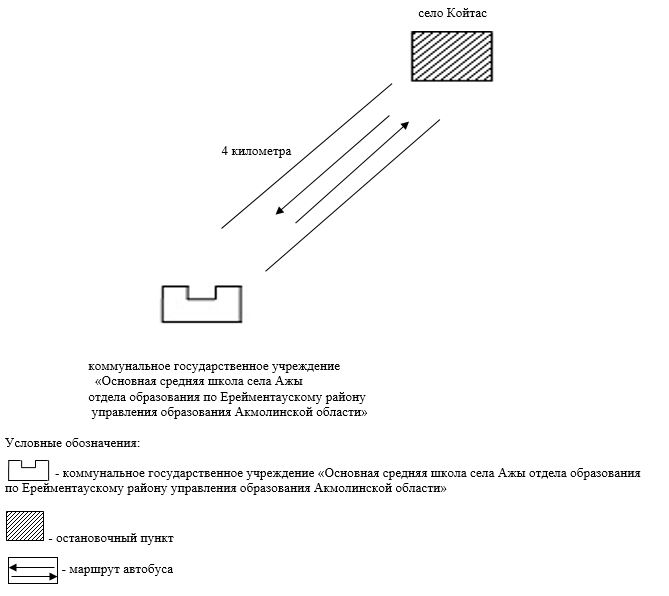 село Койтас
4 километра
коммунальное государственное учреждение
«Основная средняя школа села Ажы
отдела образования по Ерейментаускому району
управления образования Акмолинской области»
Условные обозначения:
- коммунальное государственное учреждение «Основная средняя школа села Ажы отдела образования
по Ерейментаускому району управления образования Акмолинской области»
- остановочный пункт
- маршрут автобуса